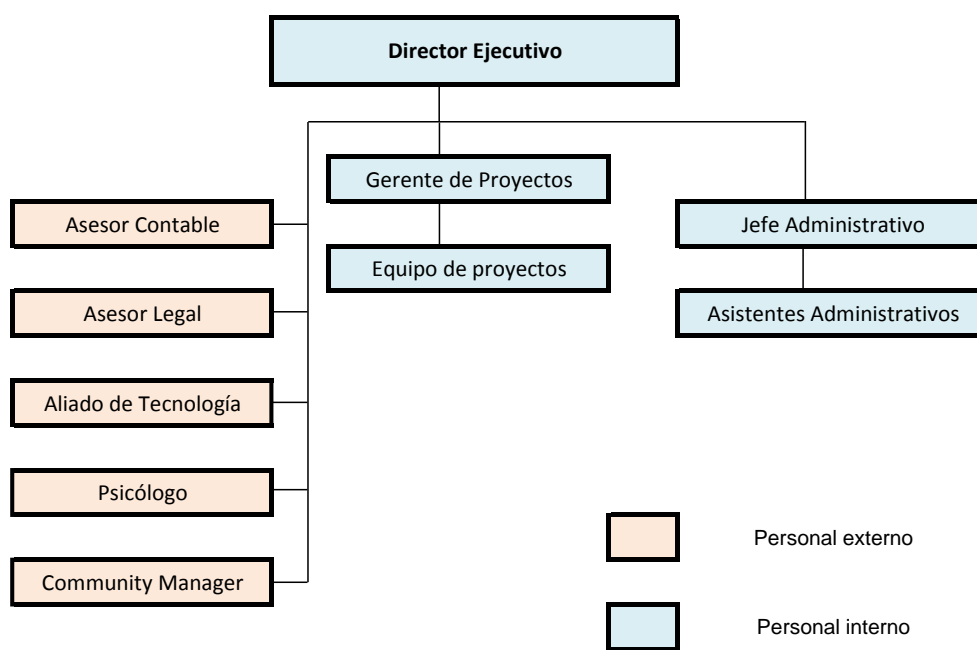 Director Ejecutivo
Gerente de Proyectos
Equipo de proyectos
Jefe Administrativo
Asistentes Administrativos
Asesor Contable
Asesor Legal
Aliado de Tecnología
Psicólogo
Community Manager
Personal externo
Personal interno